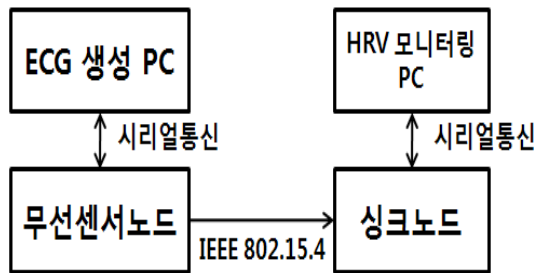 ECG 생성 PC
HRV 모니터링
PC
시리얼통신
시리얼통신
무선센서노드
IEEE 802.15.4
싱크노드